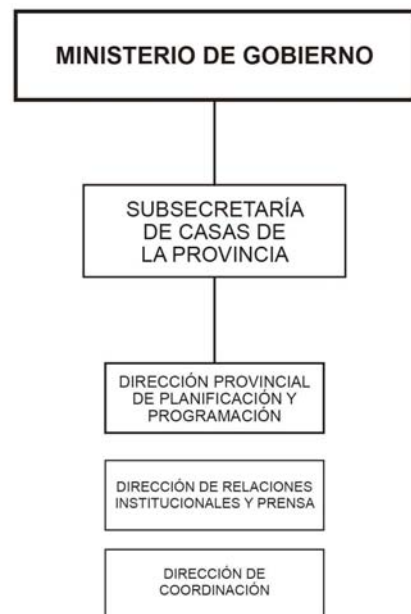 MINISTERIO DE GOBIERNO
SUBSECRETARÍA
DE CASAS DE
LA PROVINCIA
DIRECCIÓN PROVINCIAL
DE PLANIFICACIÓN Y
PROGRAMACIÓN
DIRECCIÓN DE RELACIONES
INSTITUCIONALES Y PRENSA
DIRECCIÓN DE
COORDINACIÓN